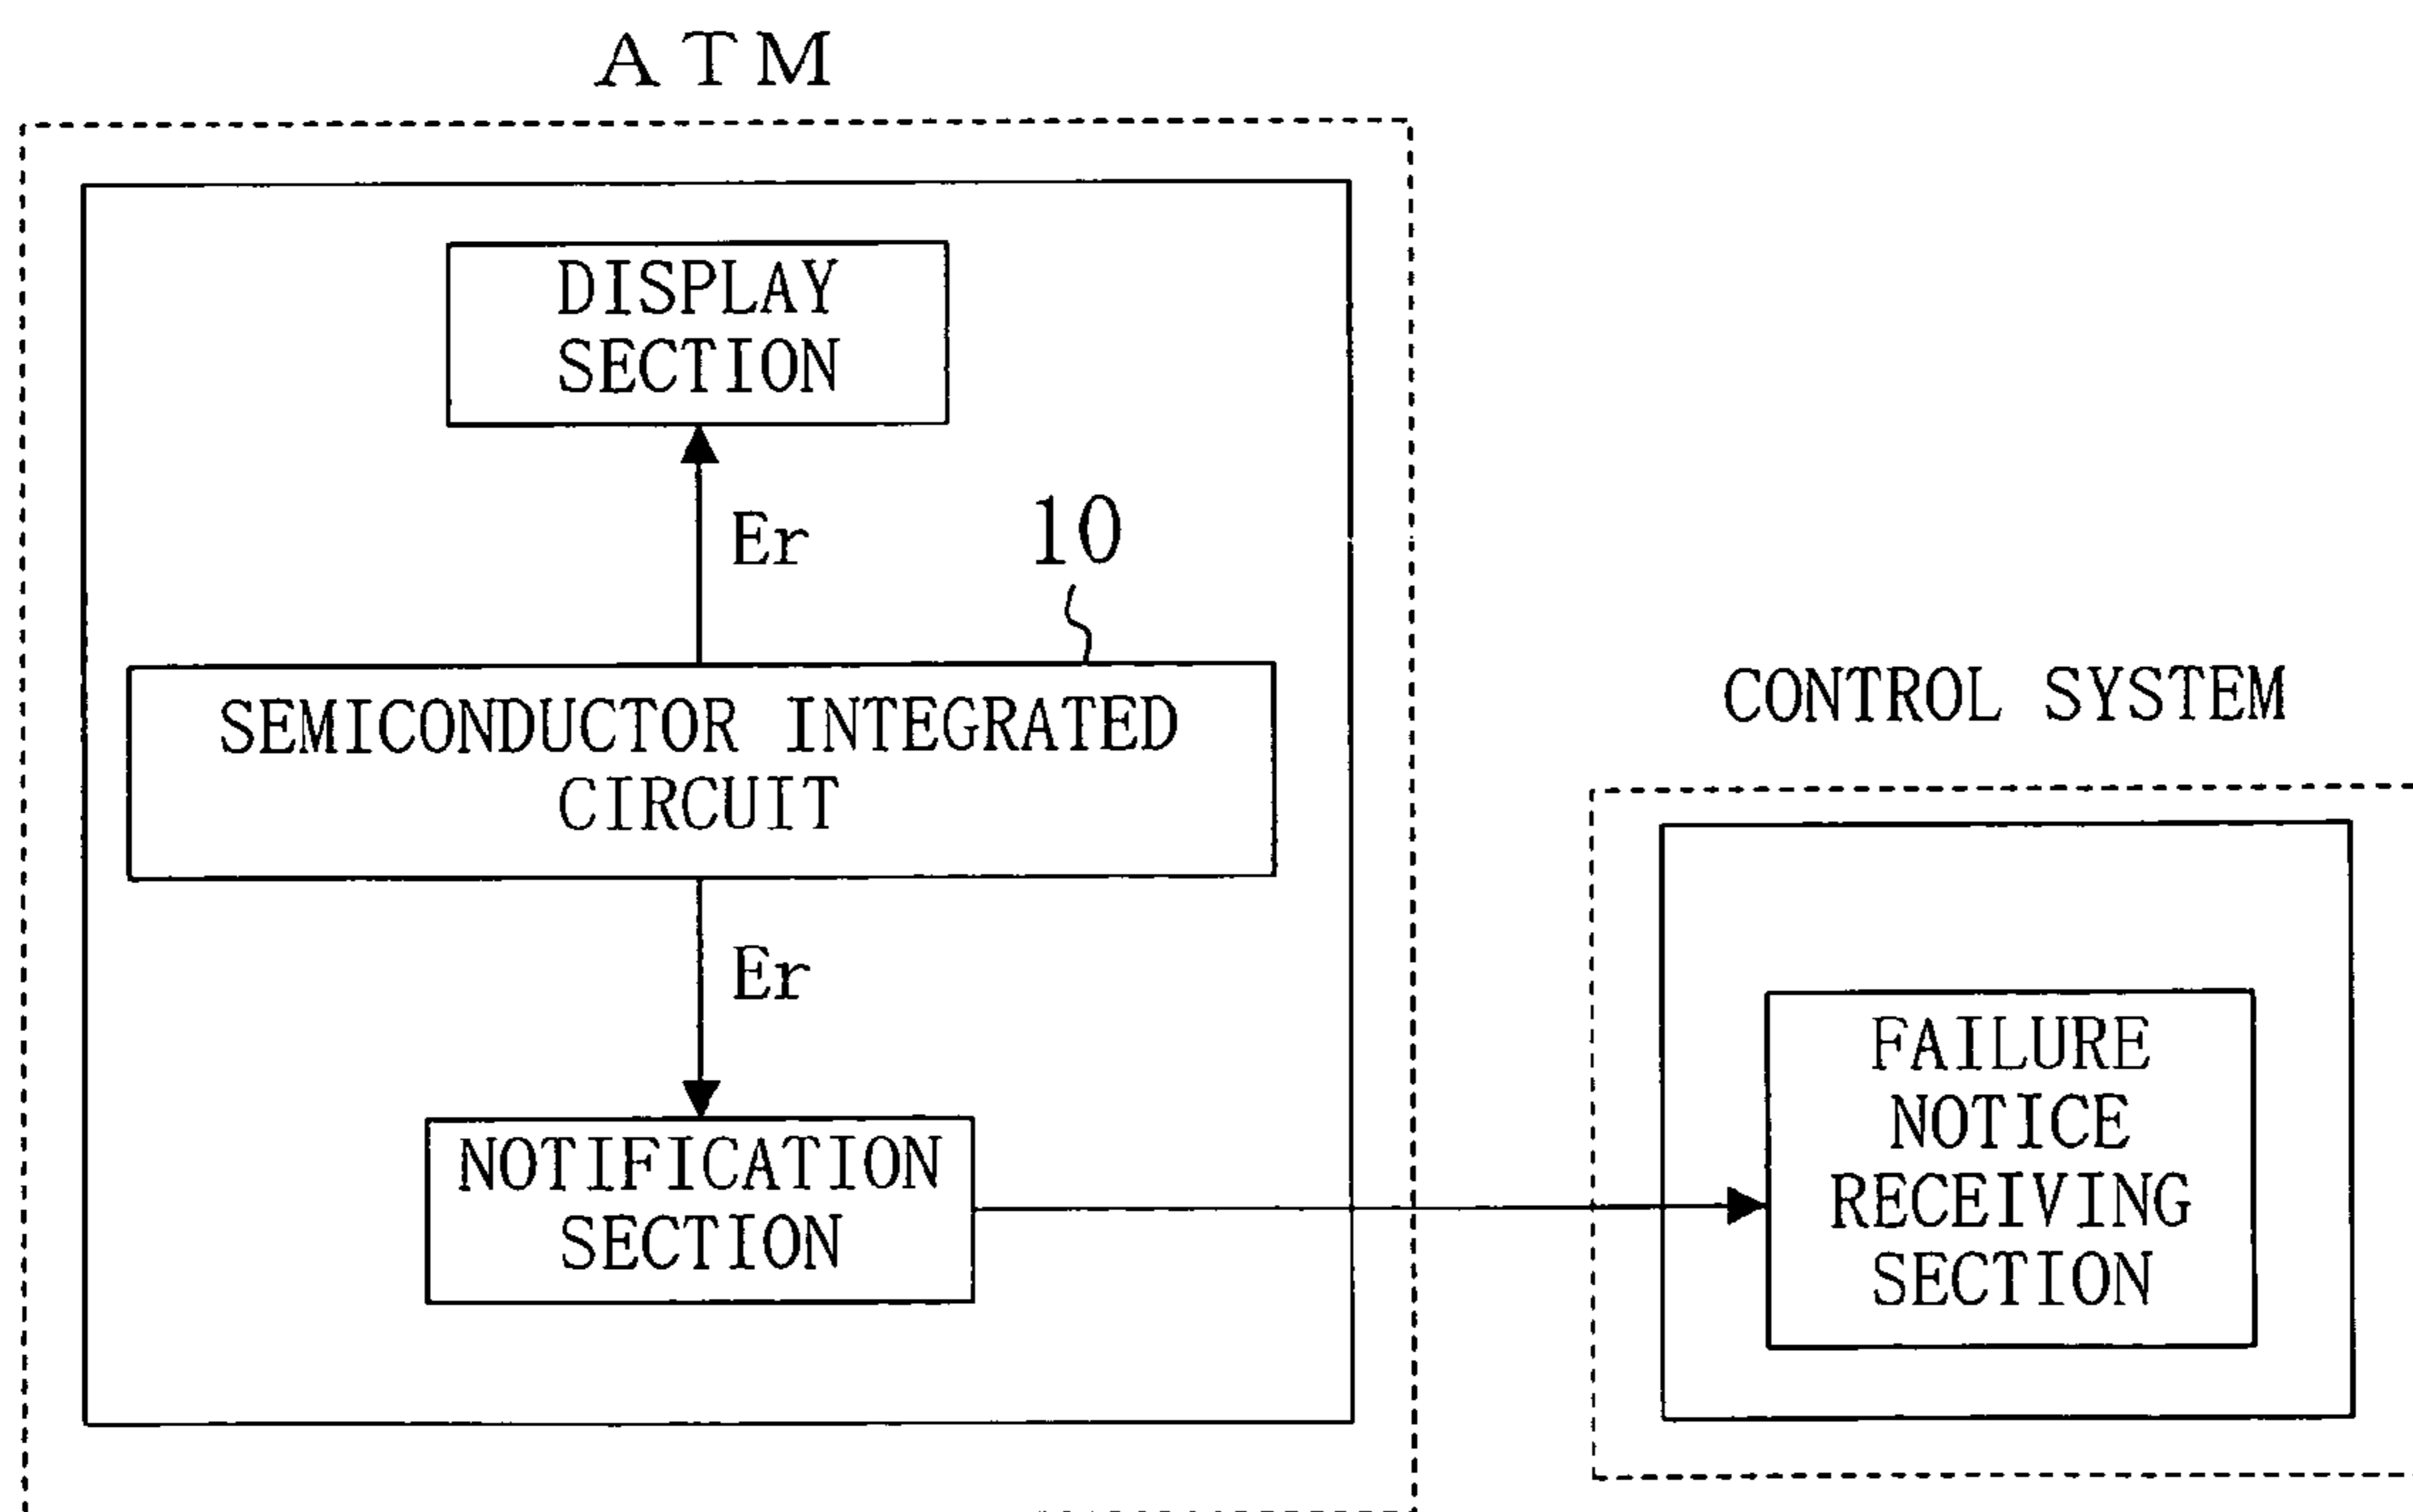 ATM
DISPLAY
SECTION
Er
10
SEMICONDUCTOR INTEGRATED
CIRCUIT
Er
NOTIFICATION
SECTION
CONTROL SYSTEM
FAILURE
NOTICE
RECEIVING
SECTION